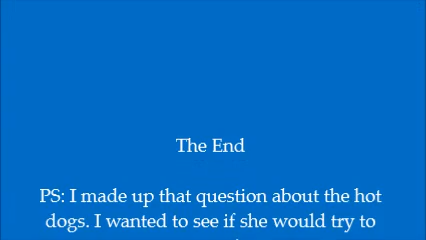 The End
PS: I made up that question about the hot
dogs. I wanted to see if she would try to